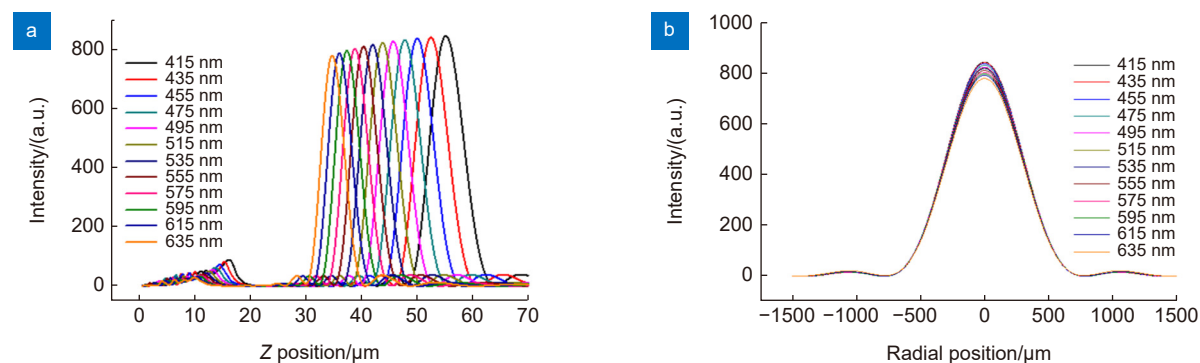 a
800
600
400
200
0
Intensity/(a.u.)
415 nm
435 nm
455 nm
475 nm
495 nm
515 nm
535 nm
555 nm
575 nm
595 nm
615 nm
635 nm
0 10 20 30 40 50 60 70
Z position/μm
b
1000
800
600
400
200
0
Intensity/(a.u.)
415 nm
435 nm
455 nm
475 nm
495 nm
515 nm
535 nm
555 nm
575 nm
595 nm
615 nm
635 nm
−1500 −1000 −500 0 500 1000 1500
Radial position/μm